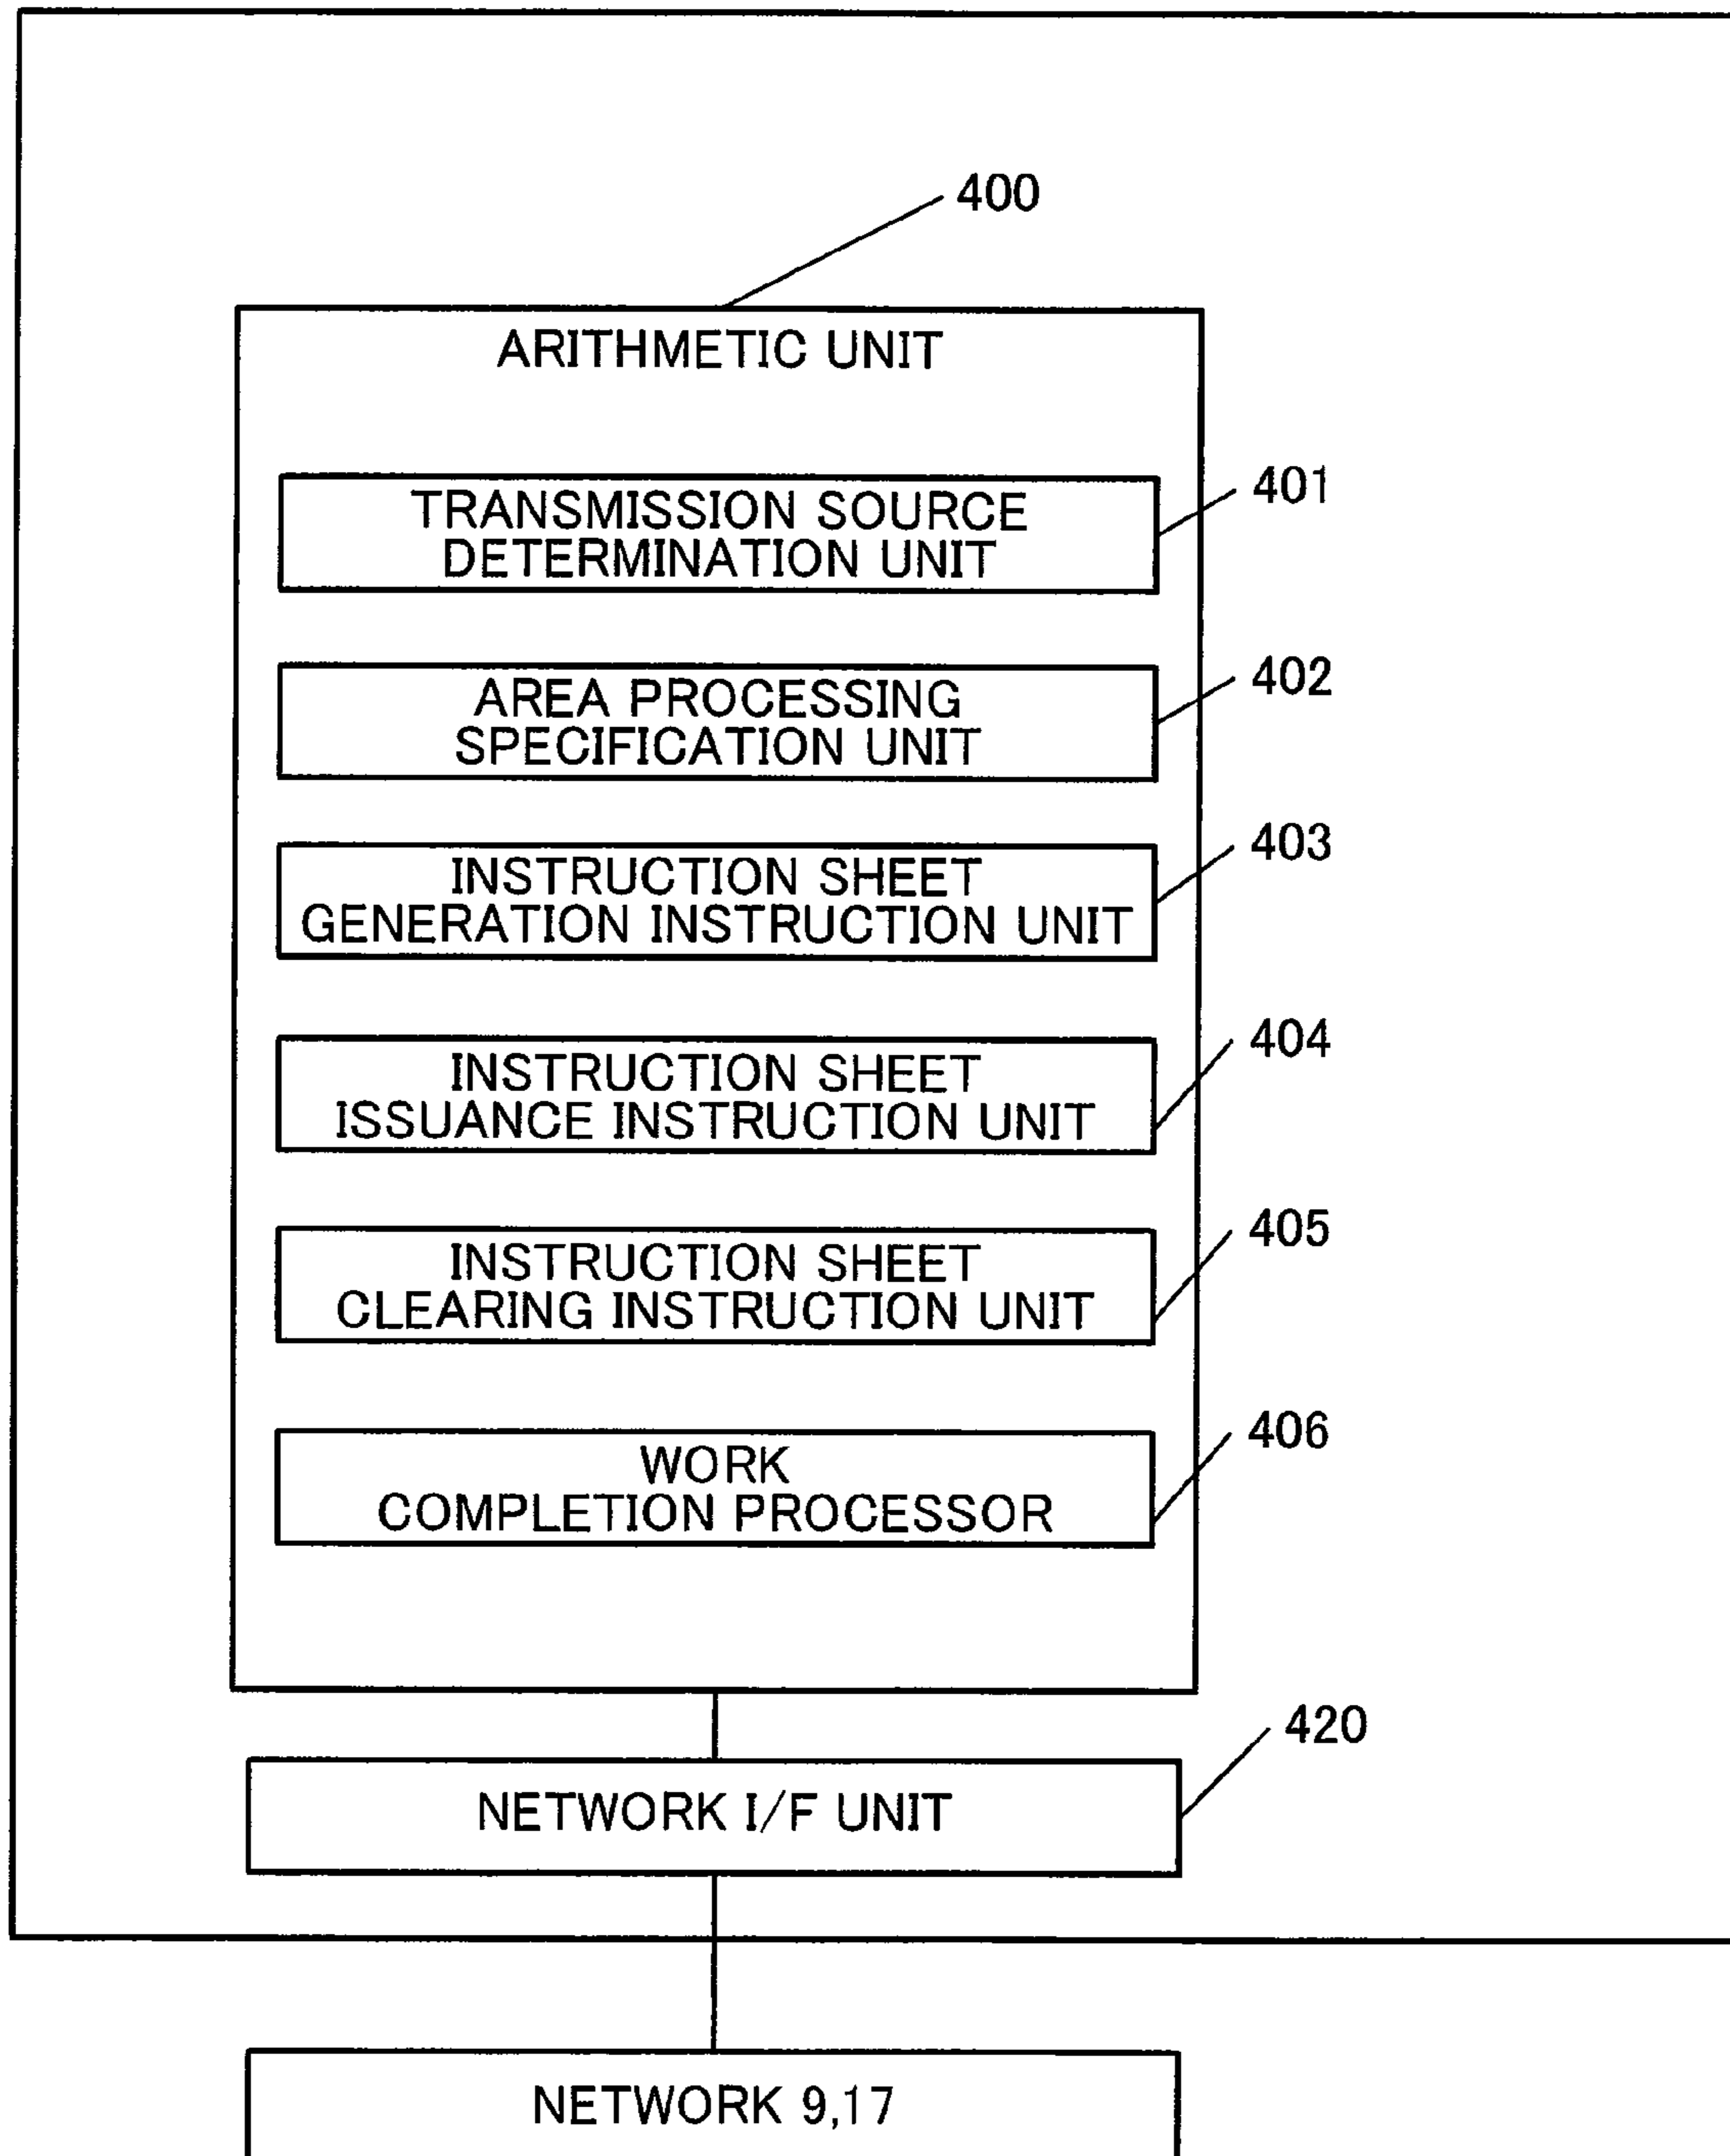 400
ARITHMETIC UNIT
TRANSMISSION SOURCE
DETERMINATION UNIT
401
AREA PROCESSING
SPECIFICATION UNIT
402
INSTRUCTION SHEET
GENERATION INSTRUCTION UNIT
403
INSTRUCTION SHEET
ISSUANCE INSTRUCTION UNIT
404
INSTRUCTION SHEET
CLEARING INSTRUCTION UNIT
405
WORK
COMPLETION PROCESSOR
406
NETWORK I/F UNIT
420
NETWORK 9,17